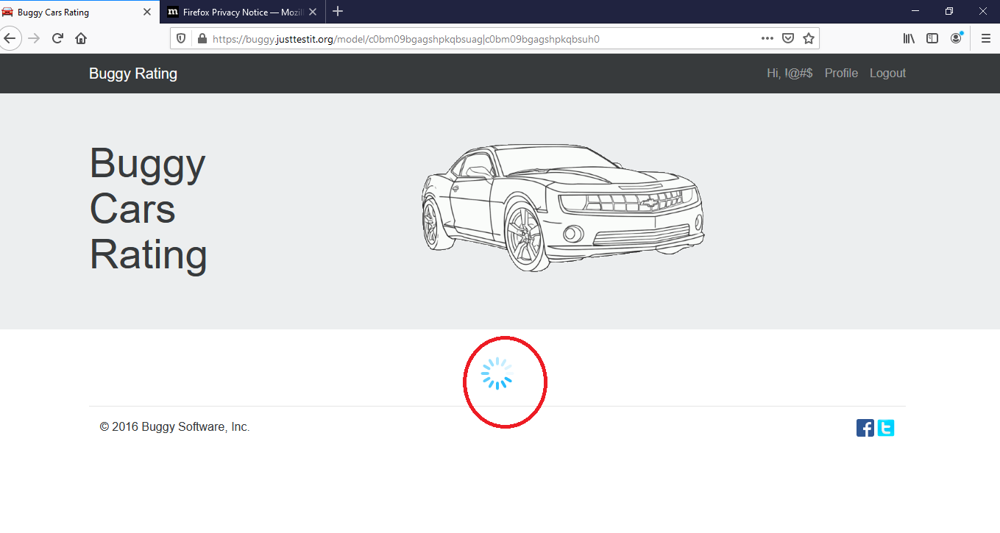 Buggy Cars Rating
m Firefox Privacy Notice — Mozil
https://buggy.justtestit.org/model/c0bm09bgagshpkqbsuag|c0bm09bgagshpkqbsuh0
Buggy Rating Hi, !@#$ Profile Logout
Buggy
Cars
Rating
© 2016 Buggy Software, Inc.